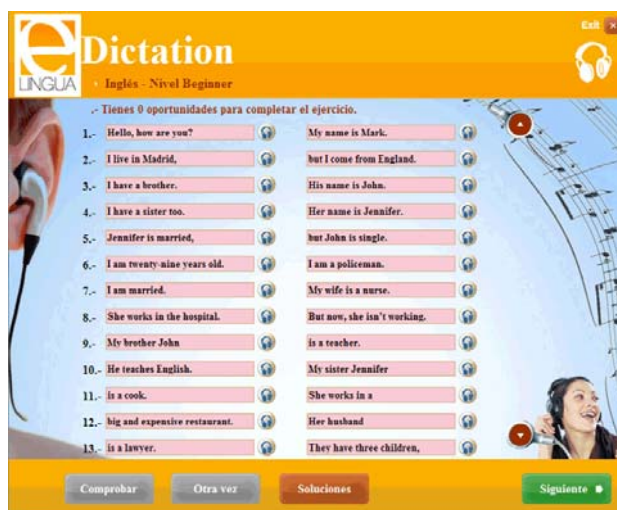 e
LINGUA
Dictation
Inglés - Nivel Beginner
Exit
.- Tienes 0 oportunidades para completar el ejercicio.
1.- Hello, how are you? My name is Mark.
2.- I live in Madrid, but I come from England.
3.- I have a brother. His name is John.
4.- I have a sister too. Her name is Jennifer.
5.- Jennifer is married, but John is single.
6.- I am twenty-nine years old. I am a policeman.
7.- I am married. My wife is a nurse.
8.- She works in the hospital. But now, she isn't working.
9.- My brother John is a teacher.
10.- He teaches English. My sister Jennifer
11.- is a cook. She works in a
12.- big and expensive restaurant. Her husband
13.- is a lawyer. They have three children,
Comprobar Otra vez Soluciones Siguiente